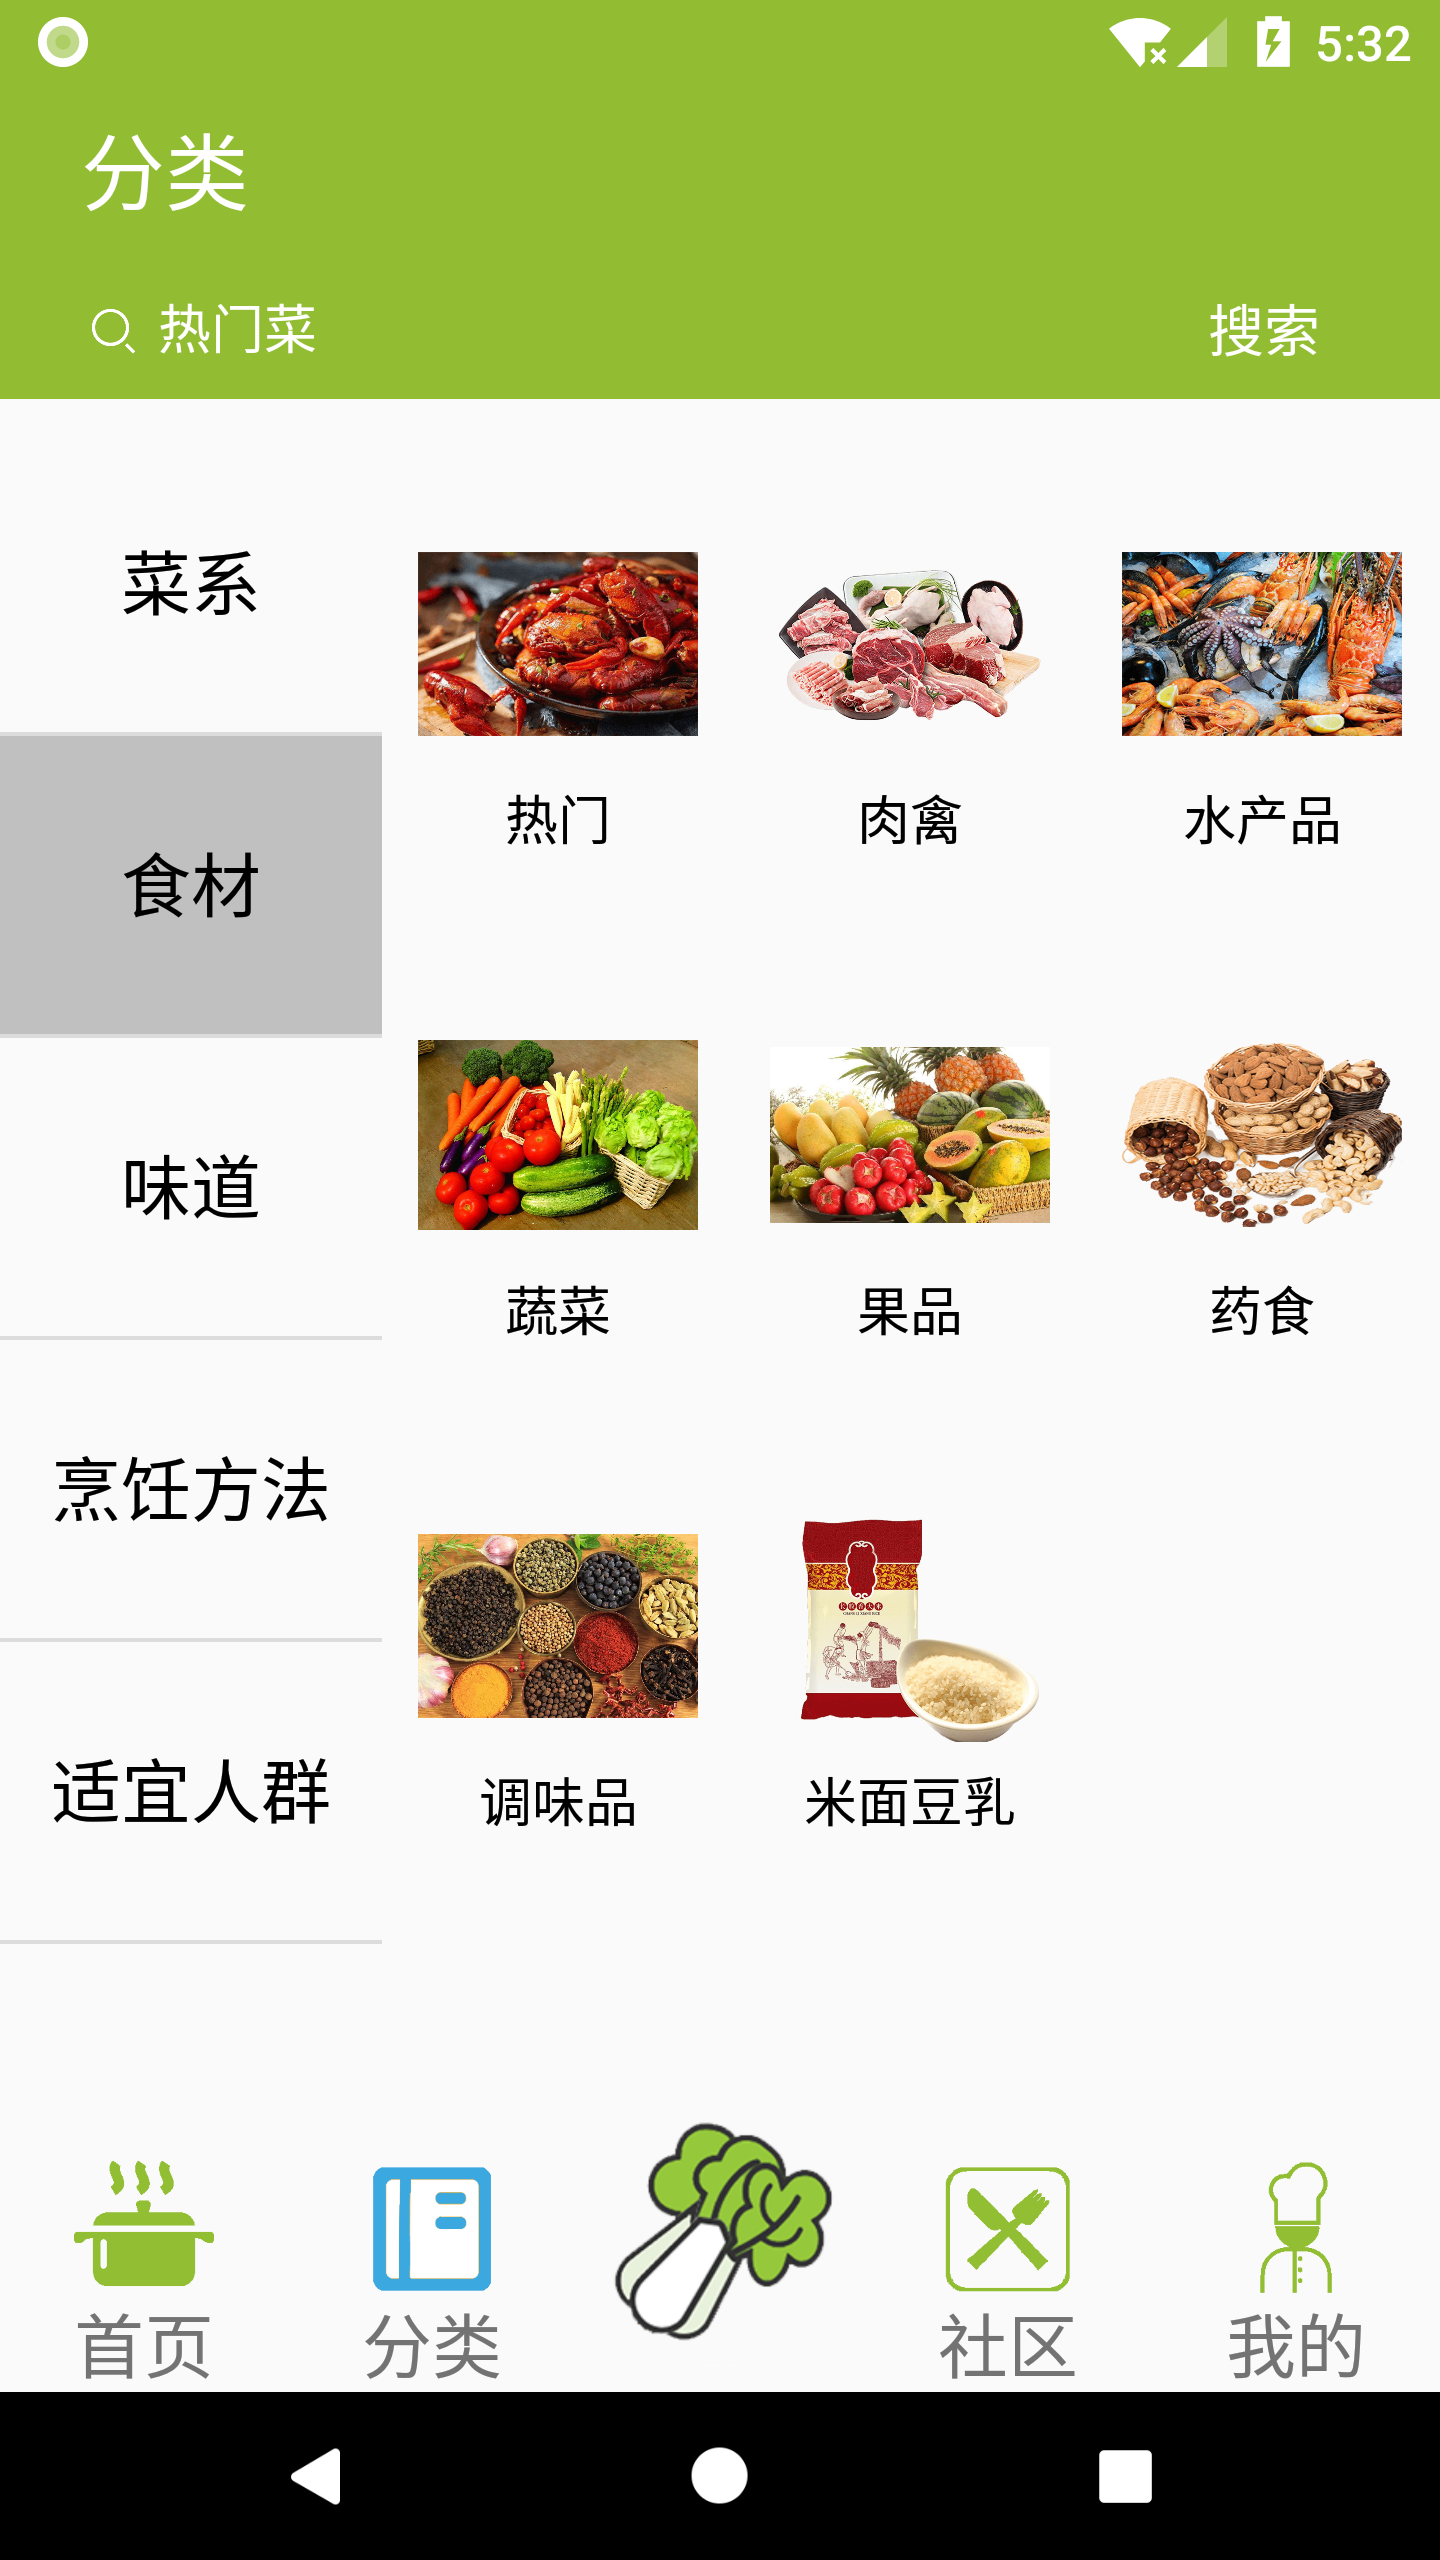 5:32
分类
热门菜
搜索
菜系
食材
味道
烹饪方法
适宜人群
热门
肉禽
水产品
蔬菜
果品
药食
调味品
米面豆乳
首页
分类
社区
我的